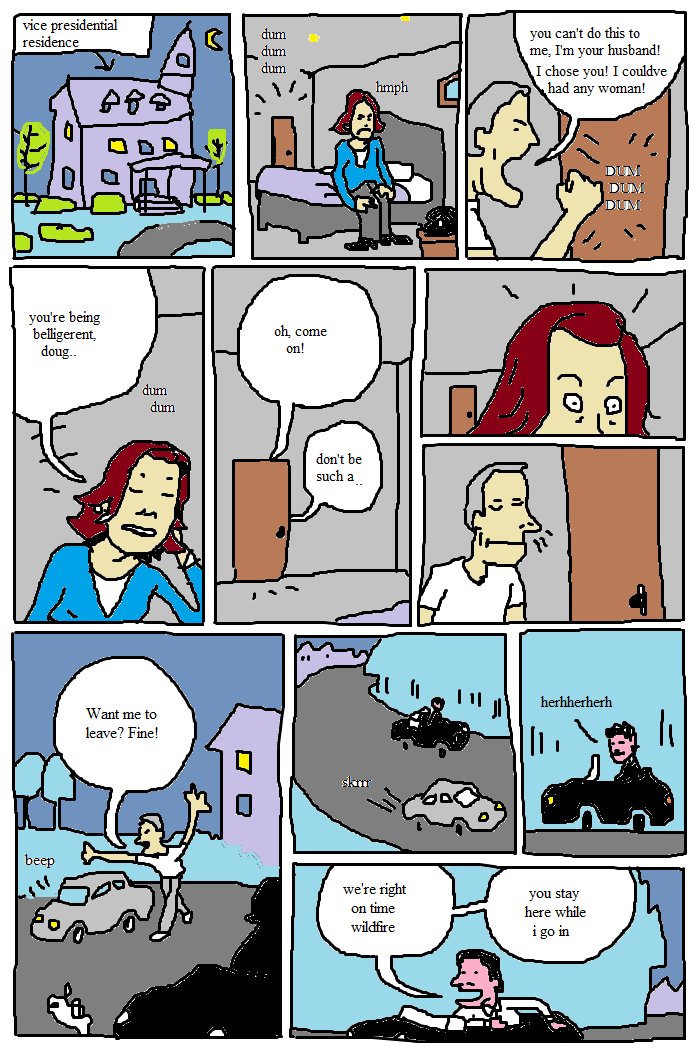 vice presidential
residence
dum
dum
dum
hmph
you can't do this to
me, I'm your husband!
I chose you! I couldve
had any woman!
DUM
DUM
DUM
you're being
belligerent,
doug..
dum
dum
oh, come
on!
don't be
such a ..
Want me to
leave? Fine!
beep
skrrr
herhherherh
we're right
on time
wildfire
you stay
here while
i go in